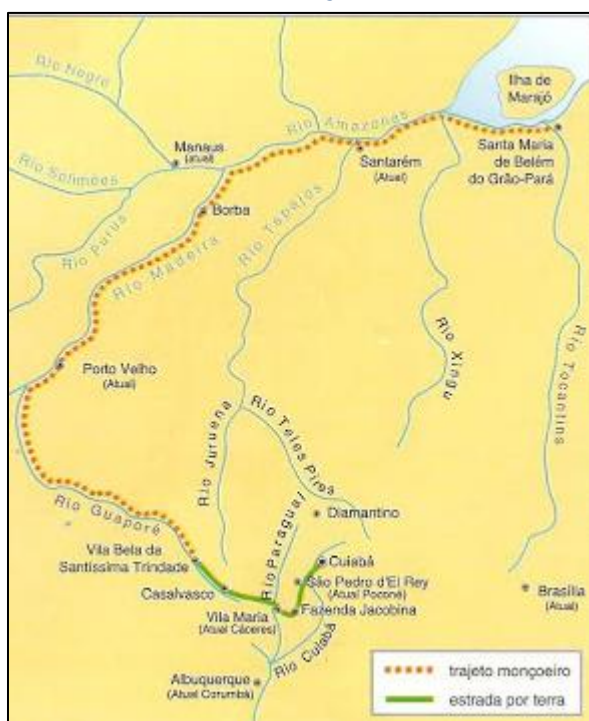 Rio Negro
Ilha de
Marajó
Rio Amazonas
Manaus
(atual)
Santarém
(Atual)
Santa Maria
de Belém
do Grão-Pará
Rio Solimões
Rio Purus
Borba
Rio Madeira
Rio Tabajós
Rio Xingu
Rio Tocantins
Porto Velho
(Atual)
Rio Juruena
Rio Teles Pires
Rio Guaporé
Rio Paraguai
Diamantino
Vila Bela da
Santíssima Trindade
Cuiabá
Casalvasco
São Pedro d'El Rey
(Atual Poconé)
Vila Maria
(Atual Cáceres)
Fazenda Jacobina
Brasília
(Atual)
Rio Cuiabá
Albuquerque
(Atual Corumbá)
trajeto monçoeiro
estrada por terra